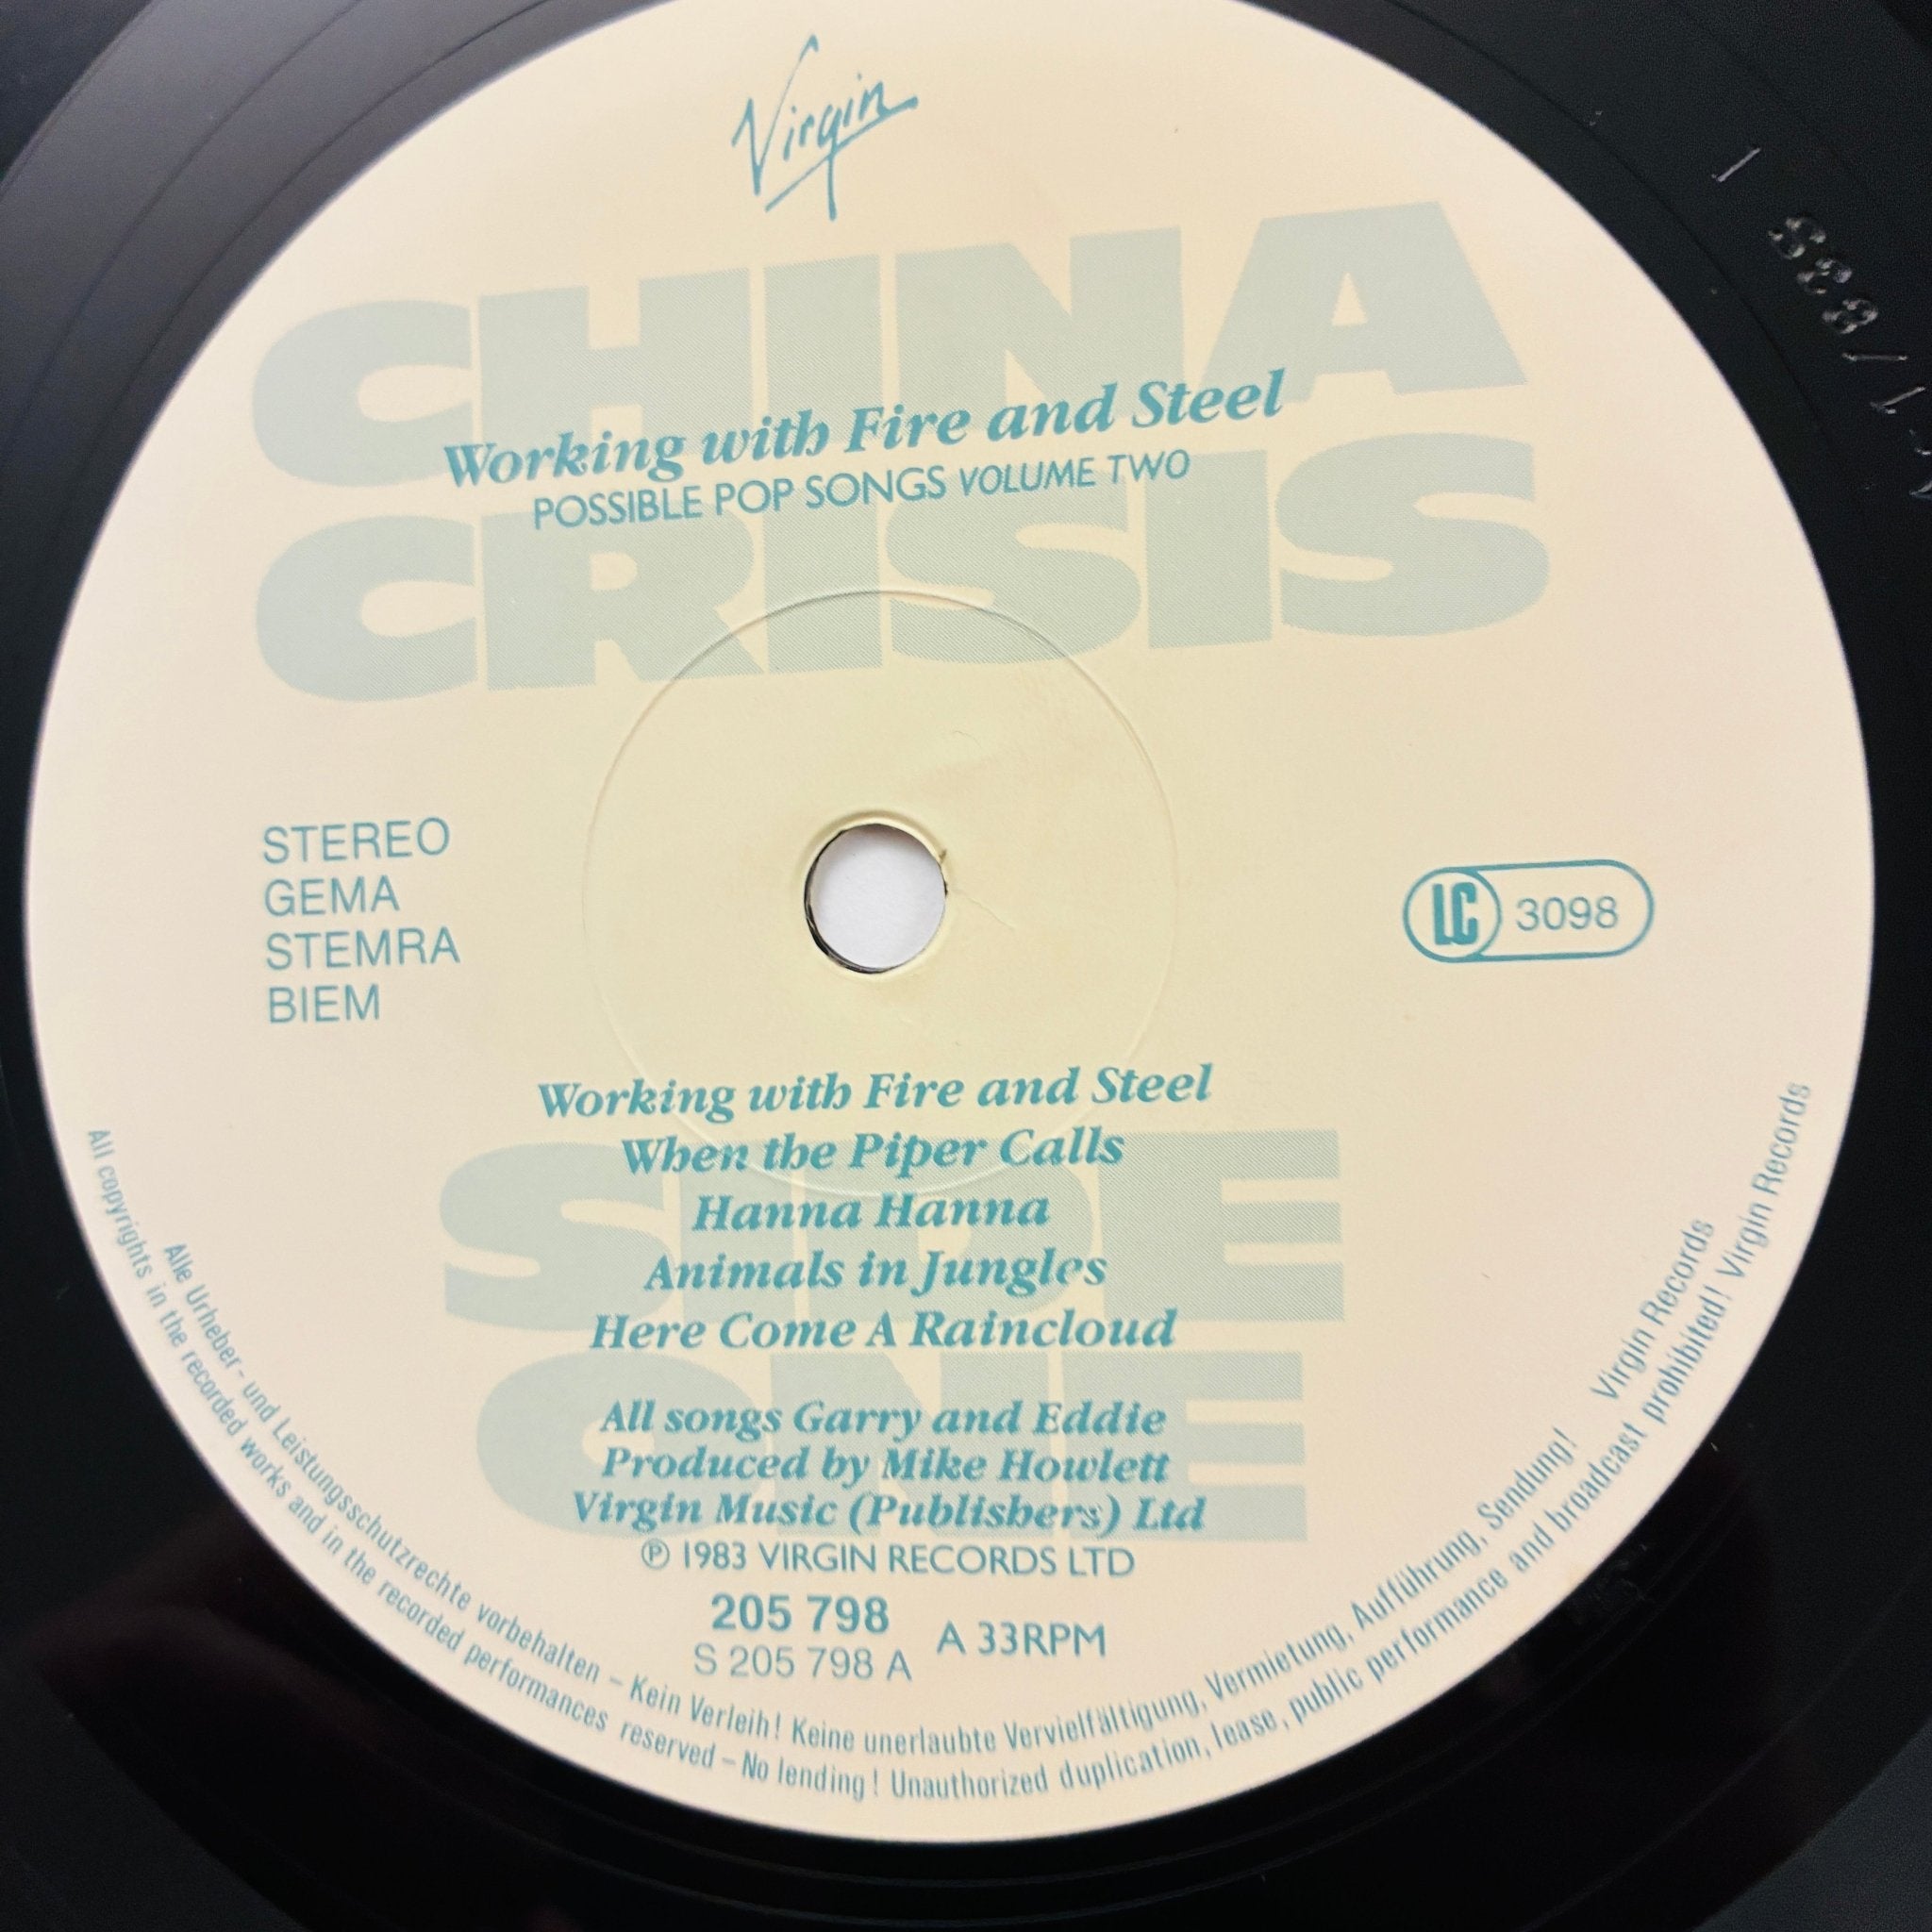 Virgin
CHINA
CRISIS
Working with Fire and Steel
POSSIBLE POP SONGS VOLUME TWO
STEREO
GEMA
STEMRA
BIEM
LC 3098
SIDE
ONE
Working with Fire and Steel
When the Piper Calls
Hanna Hanna
Animals in Jungles
Here Come A Raincloud
All songs Garry and Eddie
Produced by Mike Howlett
Virgin Music (Publishers) Ltd
℗ 1983 VIRGIN RECORDS LTD
205 798
S 205 798 A
A 33RPM
Alle Urheber- und Leistungsschutzrechte vorbehalten – Kein Verleih! Keine unerlaubte Vervielfältigung, Vermietung, Aufführung, Sendung! Virgin Records
All copyrights in the recorded works and in the recorded performances reserved – No lending! Unauthorized duplication, lease, public performance and broadcast prohibited! Virgin Records